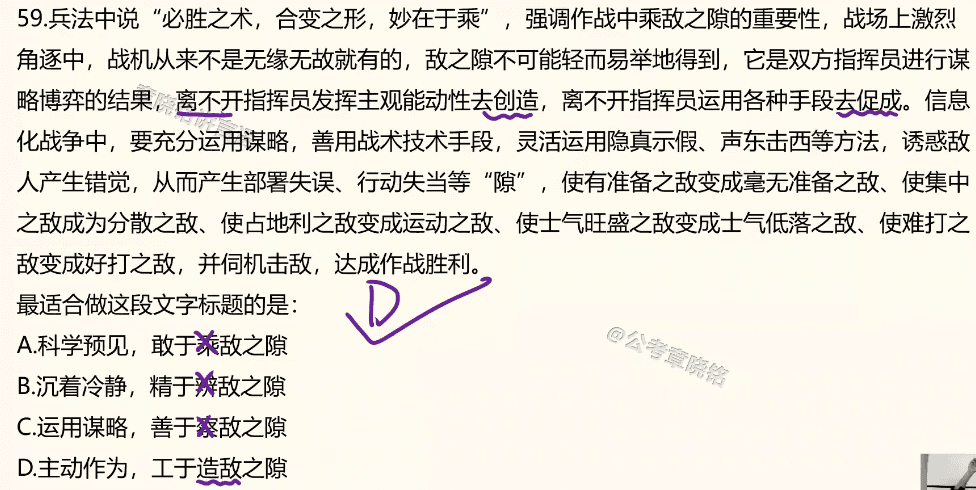 59.兵法中说“必胜之术，合变之形，妙在于乘”，强调作战中乘敌之隙的重要性，战场上激烈
角逐中，战机从来不是无缘无故就有的，敌之隙不可能轻而易举地得到，它是双方指挥员进行谋
略博弈的结果，离不开指挥员发挥主观能动性去创造，离不开指挥员运用各种手段去促成。信息
化战争中，要充分运用谋略，善用战术技术手段，灵活运用隐真示假、声东击西等方法，诱惑敌
人产生错觉，从而产生部署失误、行动失当等“隙”，使有准备之敌变成毫无准备之敌、使集中
之敌成为分散之敌、使占地利之敌变成运动之敌、使士气旺盛之敌变成士气低落之敌、使难打之
敌变成好打之敌，并伺机击敌，达成作战胜利。
最适合做这段文字标题的是：
D
A.科学预见，敢于乘敌之隙
@公考章晓铭
B.沉着冷静，精于辨敌之隙
C.运用谋略，善于察敌之隙
D.主动作为，工于造敌之隙